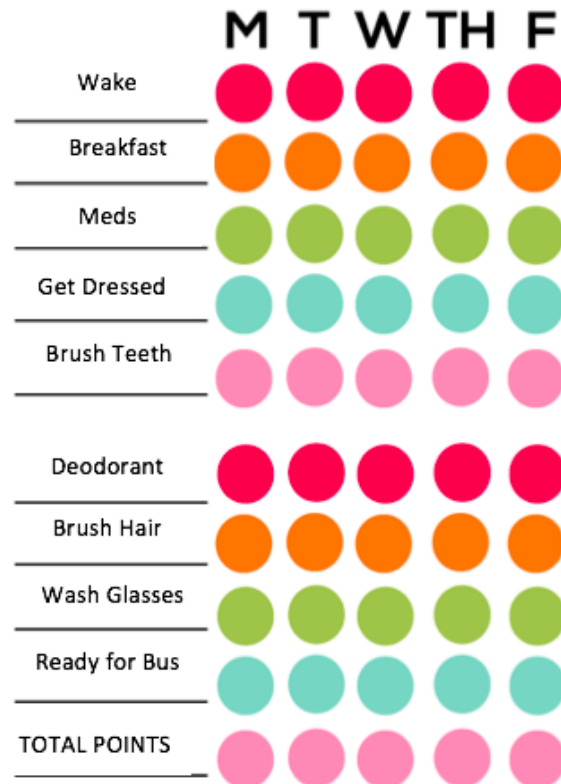 M T W TH F
Wake
Breakfast
Meds
Get Dressed
Brush Teeth
Deodorant
Brush Hair
Wash Glasses
Ready for Bus
TOTAL POINTS